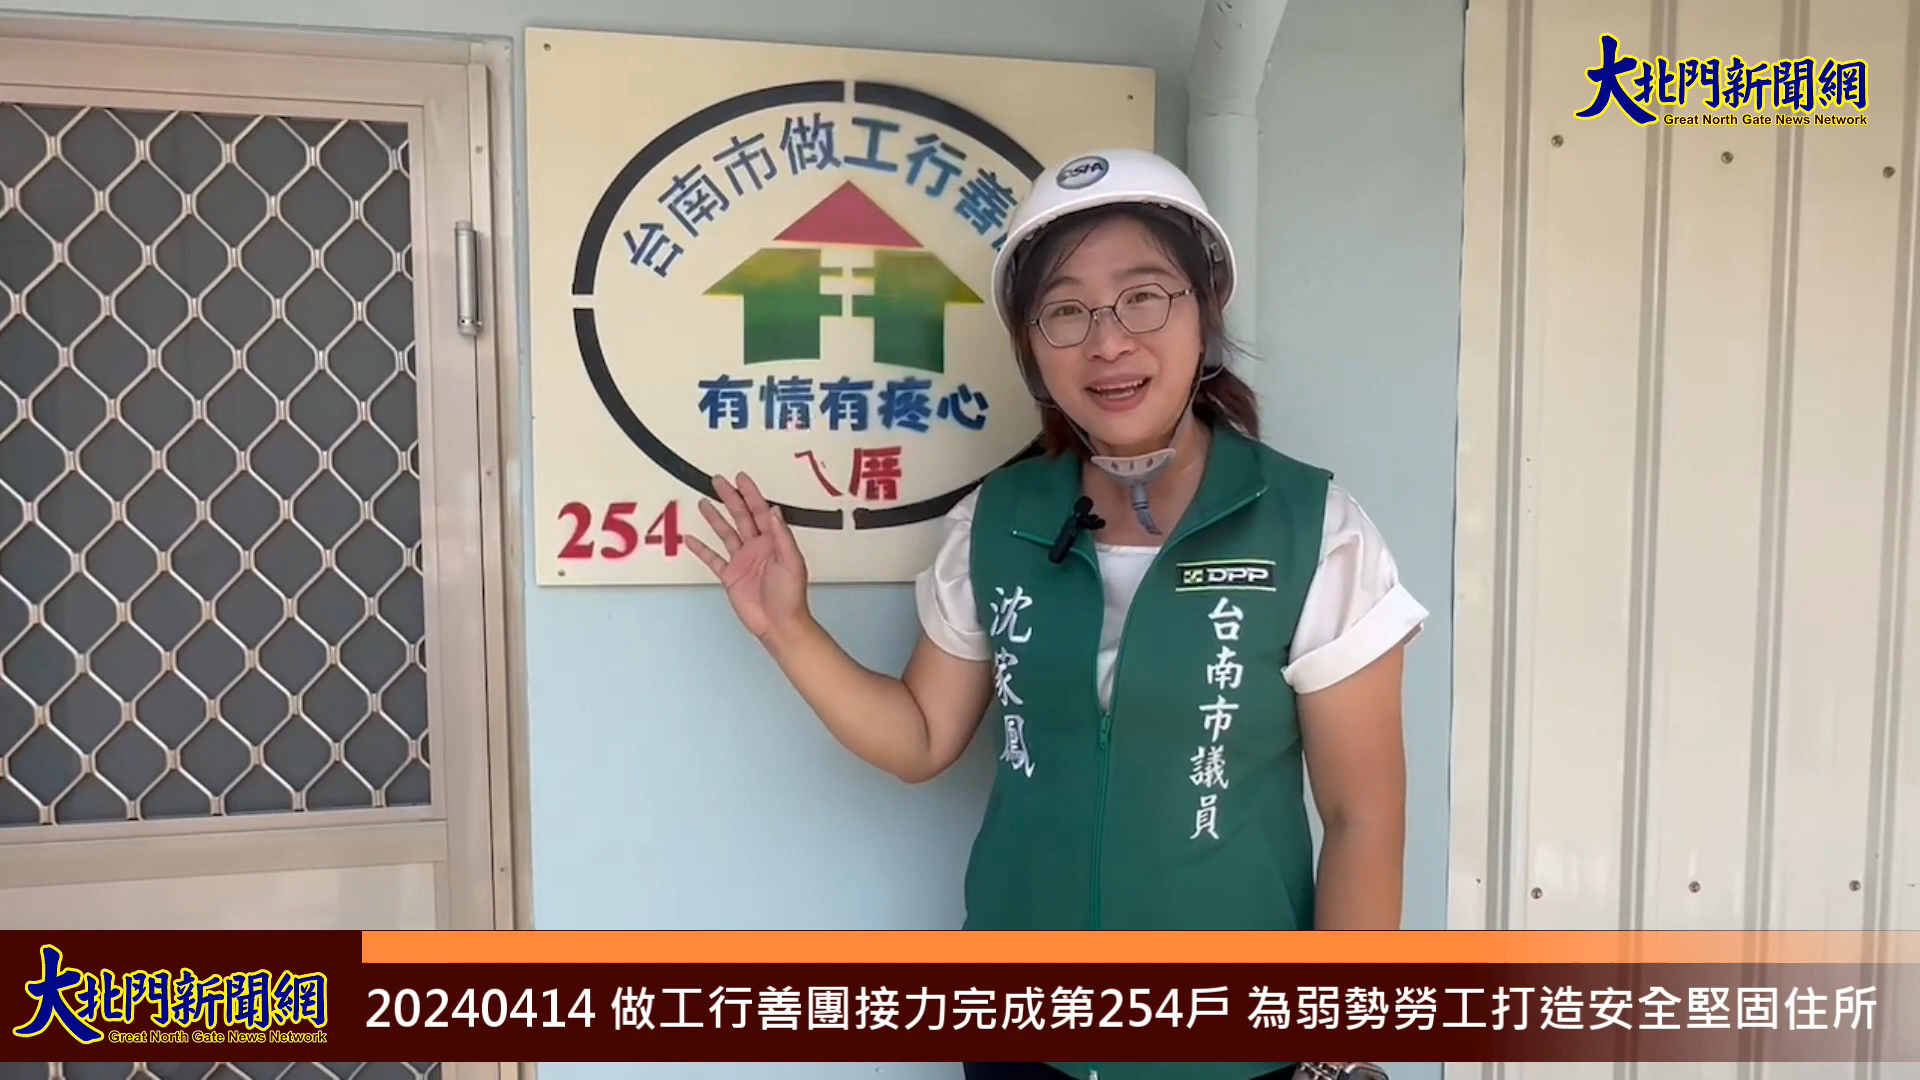 大北門新聞網
Great North Gate News Network
台南市做工行善
有情有疼心
厝
254
OSHA
DPP
沈家鳳
台南市議員
大北門新聞網
Great North Gate News Network
20240414 做工行善團接力完成第254戶 為弱勢勞工打造安全堅固住所